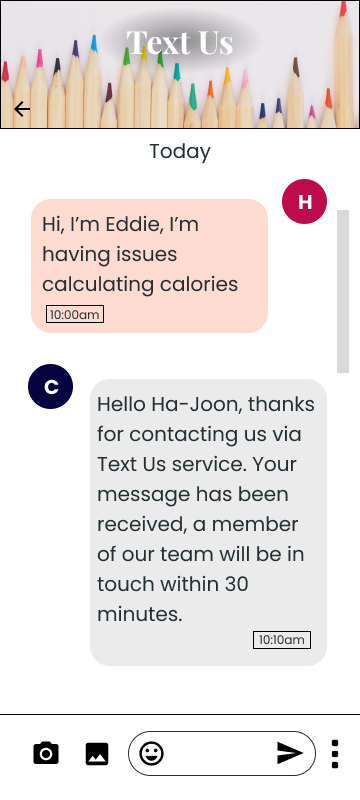 Text Us
Today
H
Hi, I’m Eddie, I’m
having issues
calculating calories
10:00am
C
Hello Ha-Joon, thanks
for contacting us via
Text Us service. Your
message has been
received, a member
of our team will be in
touch within 30
minutes.
10:10am